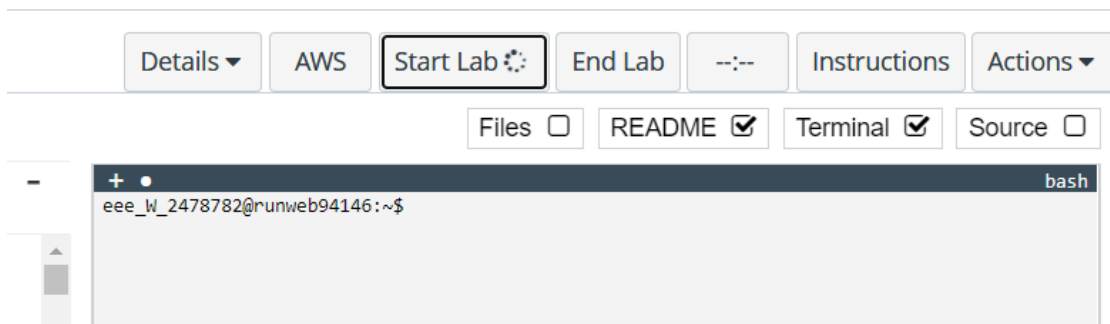 Details AWS Start Lab End Lab --:-- Instructions Actions
Files README Terminal Source
+ bash
eee_W_2478782@runweb94146:~$